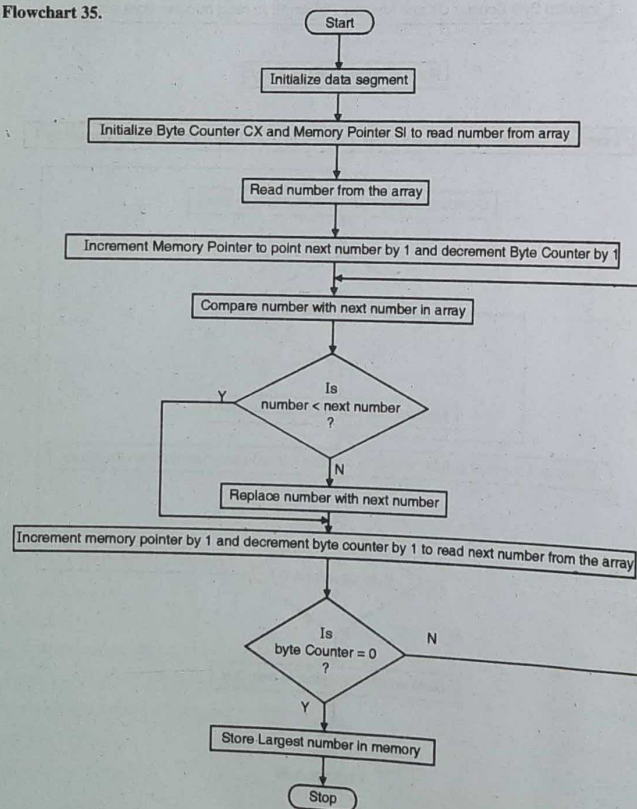 Flowchart 35.
Start
Initialize data segment
Initialize Byte Counter CX and Memory Pointer SI to read number from array
Read number from the array
Increment Memory Pointer to point next number by 1 and decrement Byte Counter by 1
Compare number with next number in array
Is
number < next number
?
Y
N
Replace number with next number
Increment memory pointer by 1 and decrement byte counter by 1 to read next number from the array
Is
byte Counter = 0
?
N
Y
Store Largest number in memory
Stop